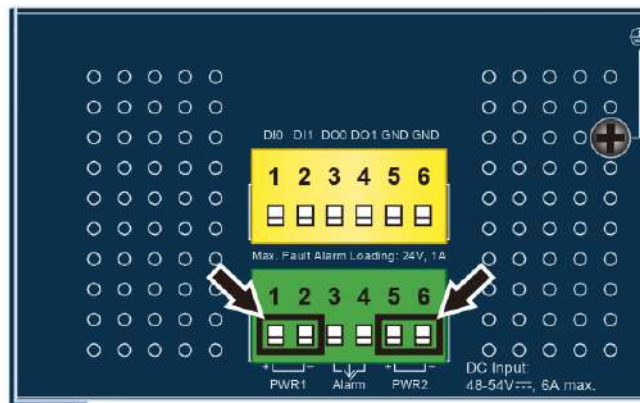 DI0 DI1 DO0 DO1 GND GND
1 2 3 4 5 6
Max. Fault Alarm Loading: 24V, 1A
1 2 3 4 5 6
+ − + −
PWR1 Alarm PWR2
DC Input:
48-54V⎓, 6A max.